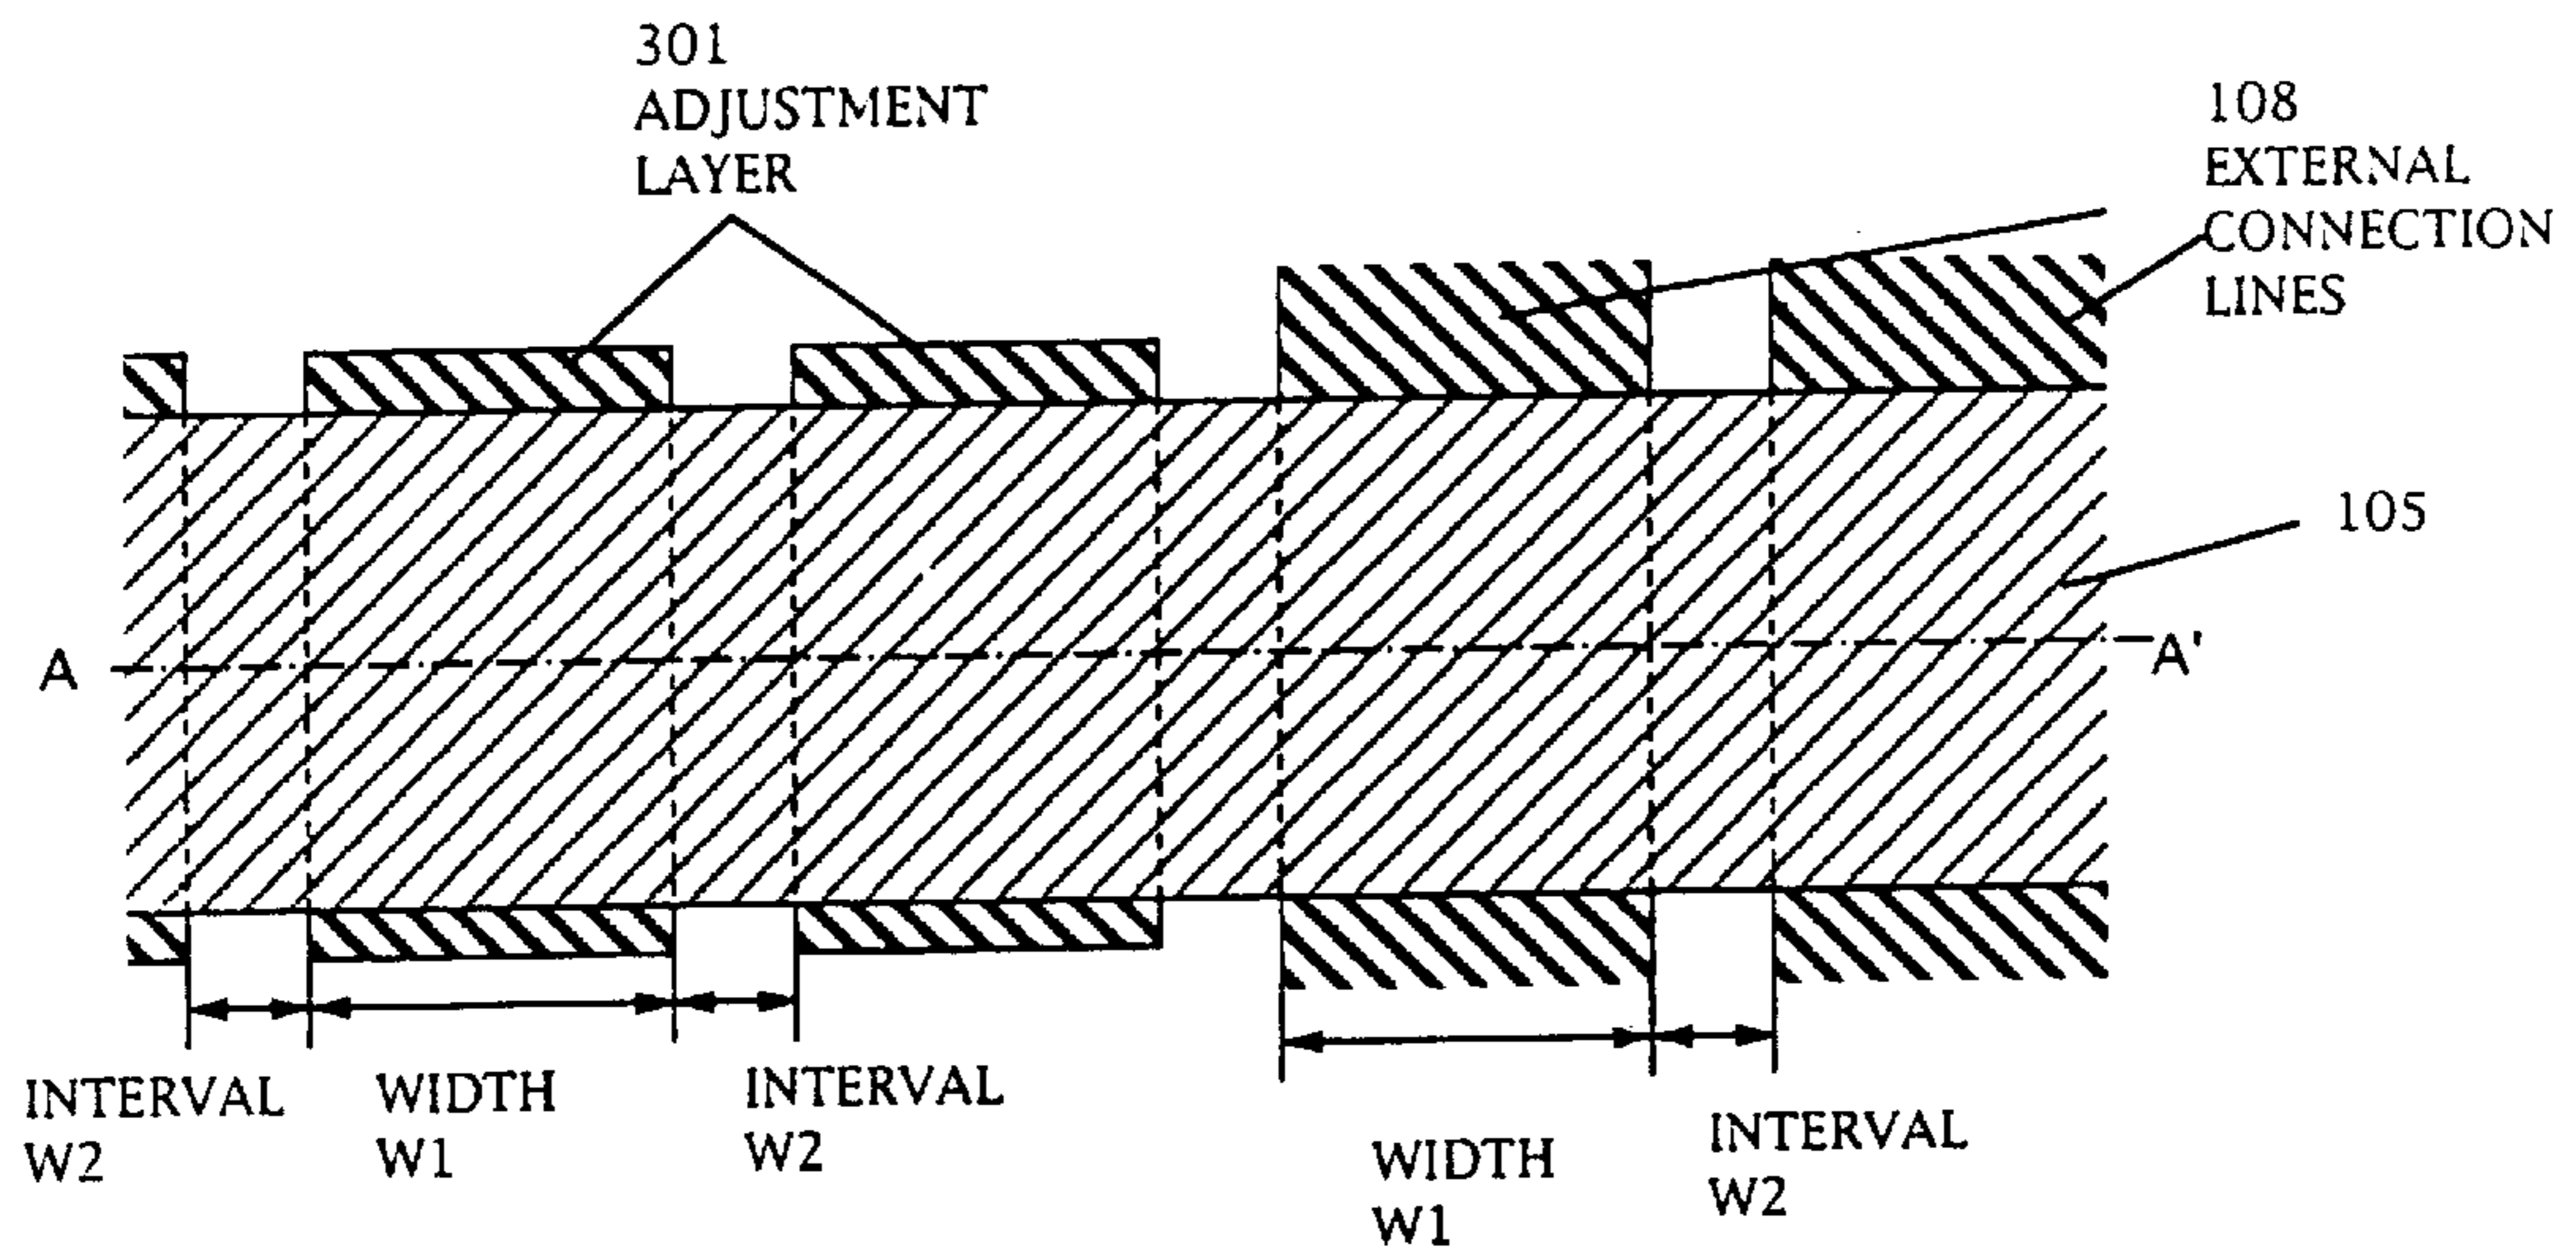 301
ADJUSTMENT
LAYER
108
EXTERNAL
CONNECTION
LINES
105
A
A'
INTERVAL
W2
WIDTH
W1
INTERVAL
W2
WIDTH
W1
INTERVAL
W2